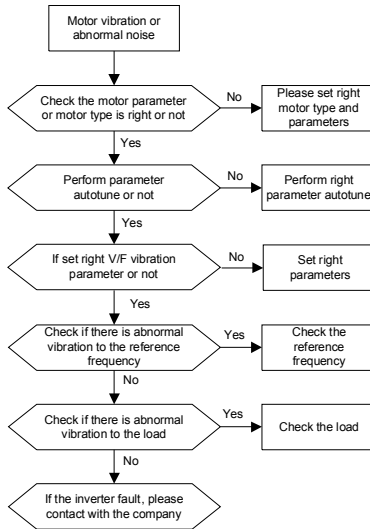 Motor vibration or
abnormal noise
Check the motor parameter
or motor type is right or not
No
Please set right
motor type and
parameters
Yes
Perform parameter
autotune or not
No
Perform right
parameter autotune
Yes
If set right V/F vibration
parameter or not
No
Set right
parameters
Yes
Check if there is abnormal
vibration to the reference
frequency
Yes
Check the
reference
frequency
No
Check if there is abnormal
vibration to the load
Yes
Check the load
No
If the inverter fault, please
contact with the company